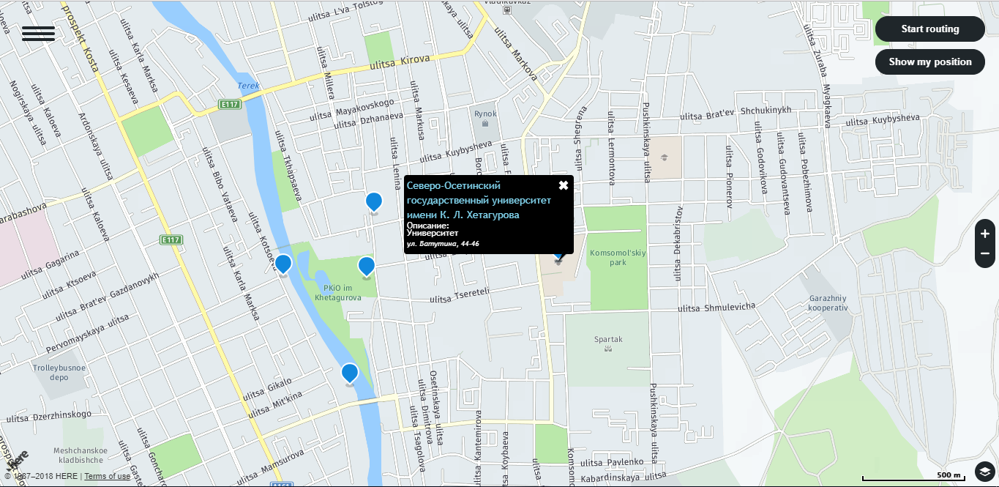 Start routing
Show my position
+
−
Северо-Осетинский
государственный университет
имени К. Л. Хетагурова
Описание:
Университет
ул. Ватутина, 44-46
prospekt Kosta
ulitsa Kesaeva
ulitsa Karla Marksa
ulitsa L'va Tolstog
Vladikavkaz
ulitsa Markova
ulitsa Kirova
ulitsa Millera
Terek
E117
Nogirskaya ulitsa
ulitsa Kaloeva
Ardonskaya ulitsa
ulitsa Mayakovskogo
ulitsa Dzhanaeva
ulitsa Markusa
Rynok
ulitsa Shegrena
ulitsa Lermontova
Pushkinskaya ulitsa
ulitsa Brat'ev Shchukinykh
ulitsa Zuraba Myagkaeva
ulitsa Kuybysheva
ulitsa Kuybysheva
ulitsa Lenina
ulitsa Tkhapsaeva
ulitsa Bibo Vataeva
ulitsa Pionerov
ulitsa Godovikova
ulitsa Gudovantseva
ulitsa Pobezhimova
arabashova
ulitsa Kaloeva
E117
ulitsa Kotsoeva
ulitsa Karla Marksa
ulitsa Gagarina
ulitsa Ktsoeva
ulitsa Brat'ev Gazdanovykh
Pervomayskaya ulitsa
PKiO im
Khetagurova
ulitsa Tsereteli
Komsomol'skiy
park
ulitsa Dekabristov
ulitsa Shmulevicha
Garazhniy
kooperativ
Spartak
Trolleybusnoe
depo
ulitsa Gikalo
ulitsa Mit'kina
ulitsa Dzerzhinskogo
Meshchanskoe
kladbishche
ulitsa Mamsurova
ulitsa Dimitrova
Osetinskaya ulitsa
ulitsa Tsagolova
ulitsa Kantemirova
ulitsa Koybaeva
Pushkinskaya ulitsa
ulitsa Pavlenko
Kabardinskaya ulitsa
Komsomo
ulitsa
prospe
here
© 1987–2018 HERE | Terms of use
500 m